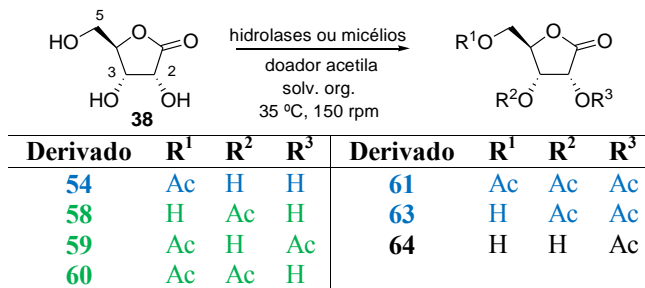 5
HO
O
O
3
2
HO
OH
38
hidrolases ou micélios
doador acetila
solv. org.
35 ºC, 150 rpm
R¹O
O
O
R²O
OR³
Derivado R¹ R² R³ Derivado R¹ R² R³
54 Ac H H 61 Ac Ac Ac
58 H Ac H 63 H Ac Ac
59 Ac H Ac 64 H H Ac
60 Ac Ac H